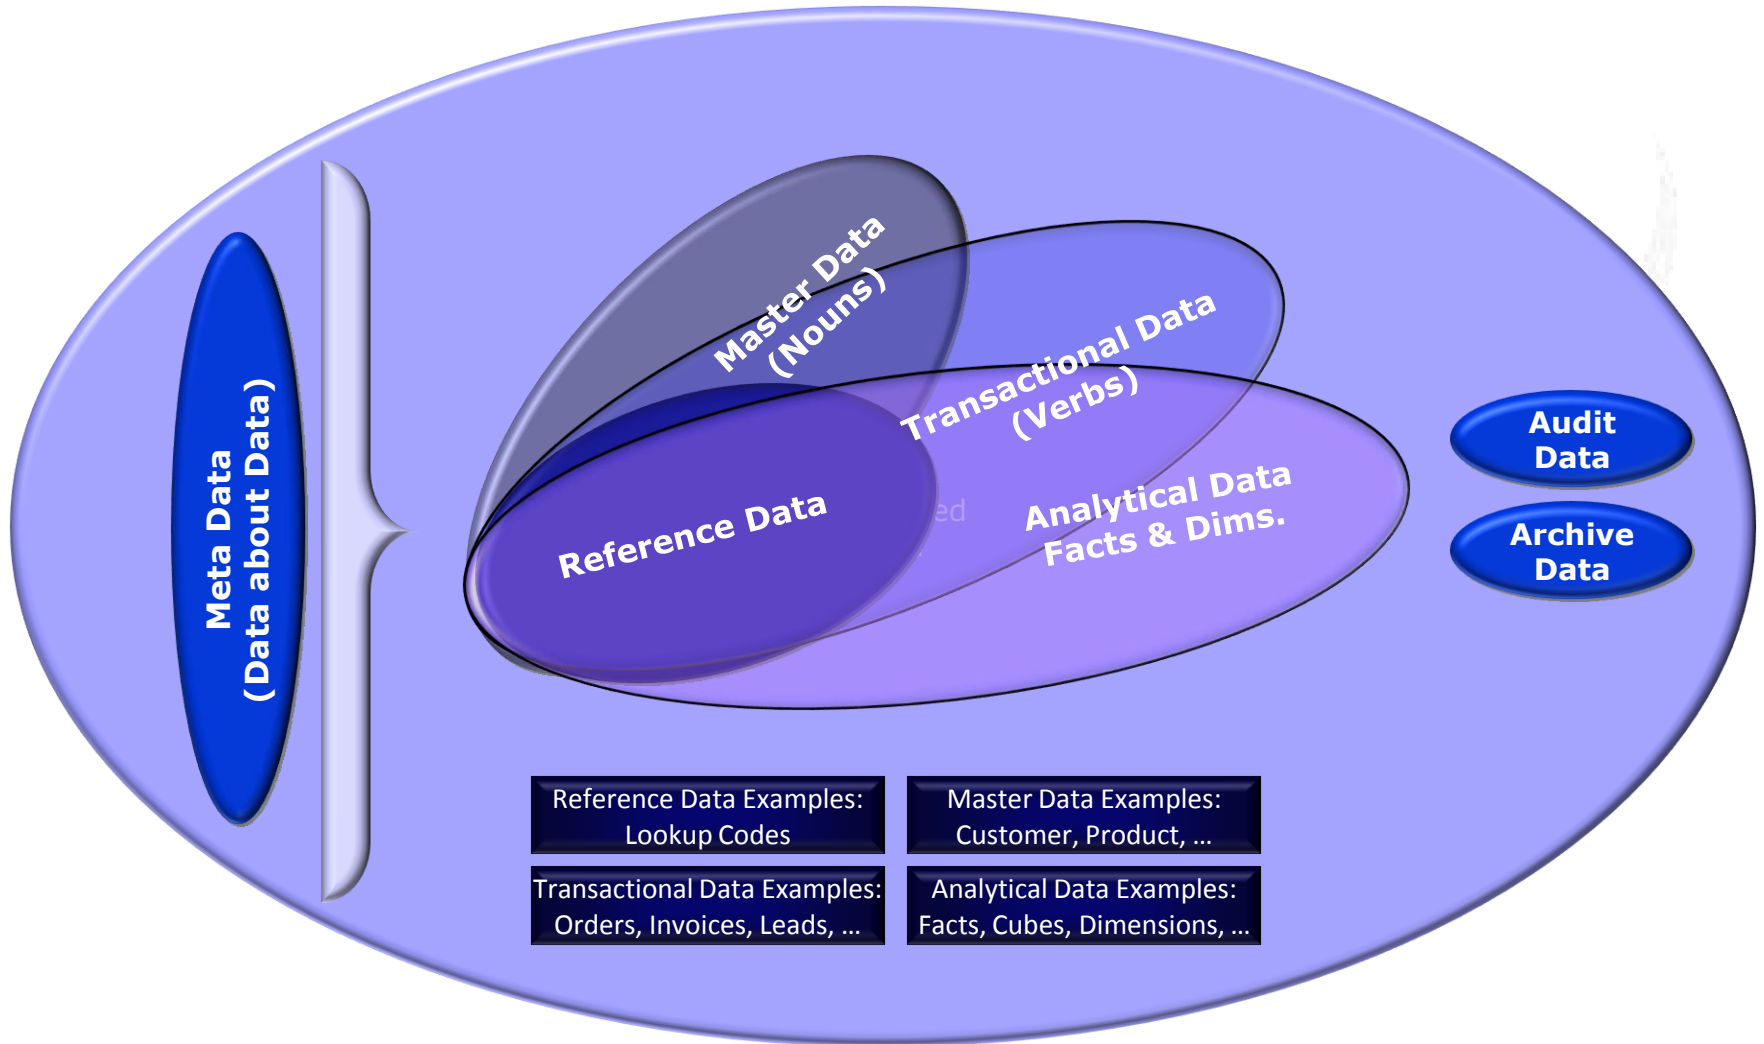 Meta Data
(Data about Data)
Master Data
(Nouns)
Transactional Data
(Verbs)
Analytical Data
Facts & Dims.
Reference Data
ed
Audit
Data
Archive
Data
Reference Data Examples:
Lookup Codes
Master Data Examples:
Customer, Product, ...
Transactional Data Examples:
Orders, Invoices, Leads, ...
Analytical Data Examples:
Facts, Cubes, Dimensions, ...